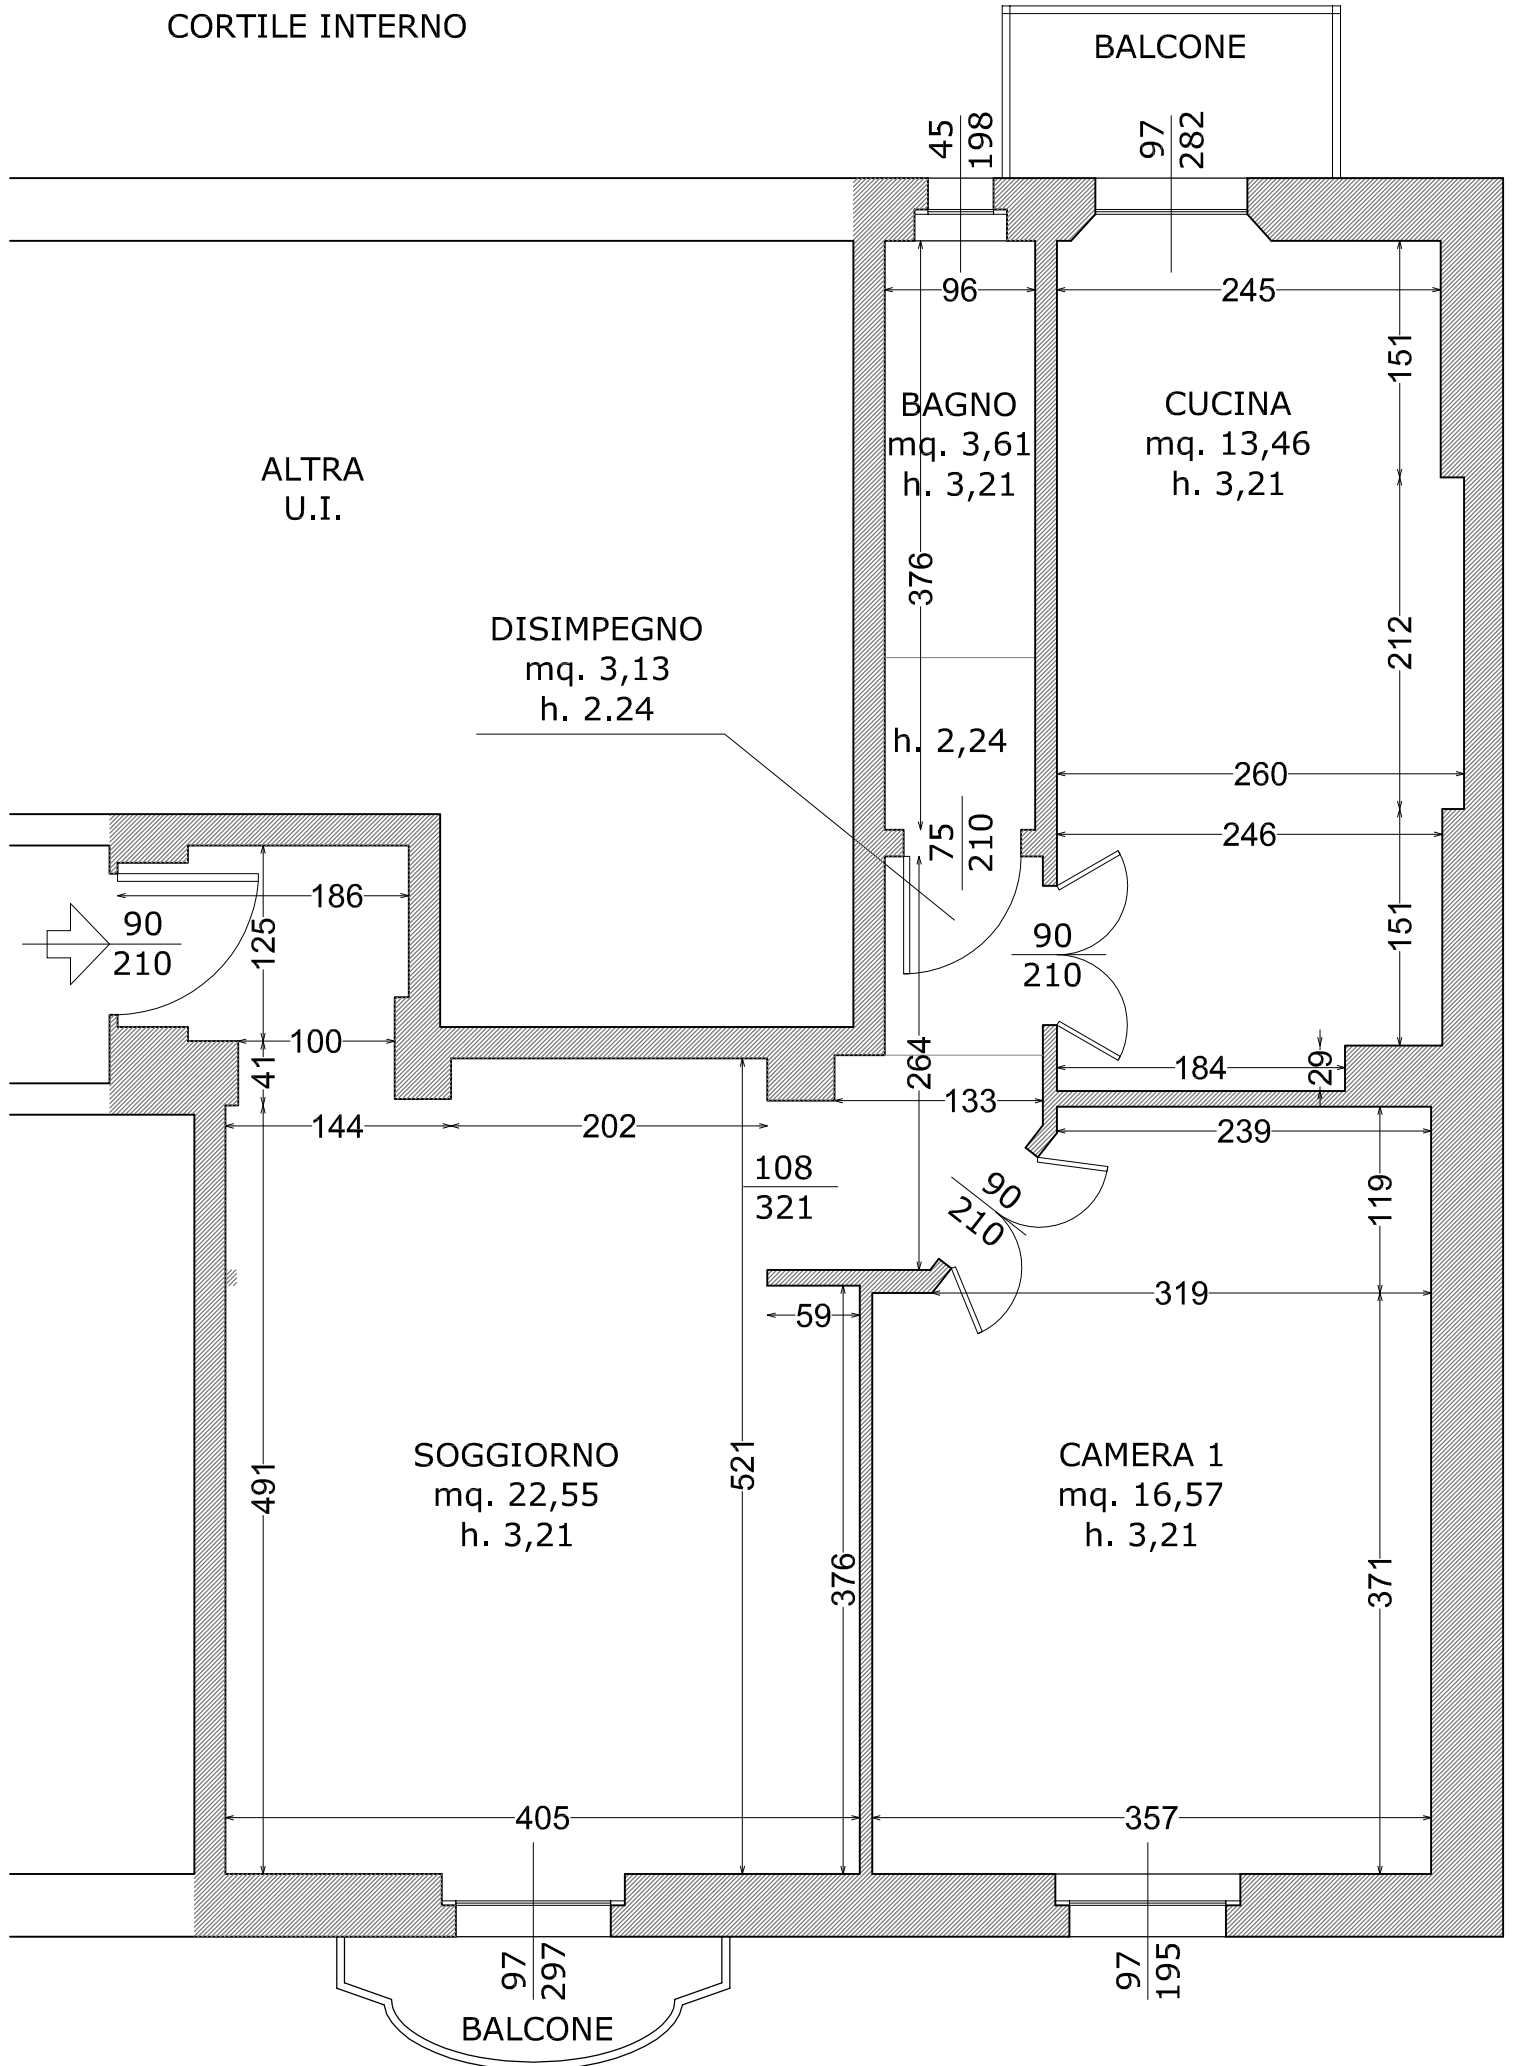 CORTILE INTERNO
BALCONE
45
198
97
282
96
245
151
BAGNO
mq. 3,61
h. 3,21
CUCINA
mq. 13,46
h. 3,21
ALTRA
U.I.
376
212
DISIMPEGNO
mq. 3,13
h. 2.24
h. 2,24
260
75
210
246
186
90
210
125
90
210
151
100
41
264
184
29
133
144
202
239
108
321
90
210
119
319
59
SOGGIORNO
mq. 22,55
h. 3,21
491
521
CAMERA 1
mq. 16,57
h. 3,21
376
371
405
357
97
297
97
195
BALCONE